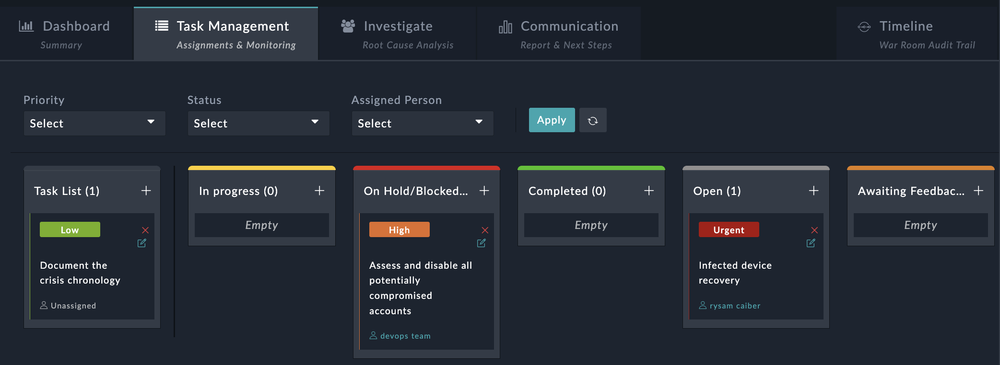 Dashboard
Summary
Task Management
Assignments & Monitoring
Investigate
Root Cause Analysis
Communication
Report & Next Steps
Timeline
War Room Audit Trail
Priority
Select
Status
Select
Assigned Person
Select
Apply
Task List (1)
Low
Document the
crisis chronology
Unassigned
In progress (0)
Empty
On Hold/Blocked...
High
Assess and disable all
potentially
compromised
accounts
devops team
Completed (0)
Empty
Open (1)
Urgent
Infected device
recovery
rysam caiber
Awaiting Feedbac...
Empty